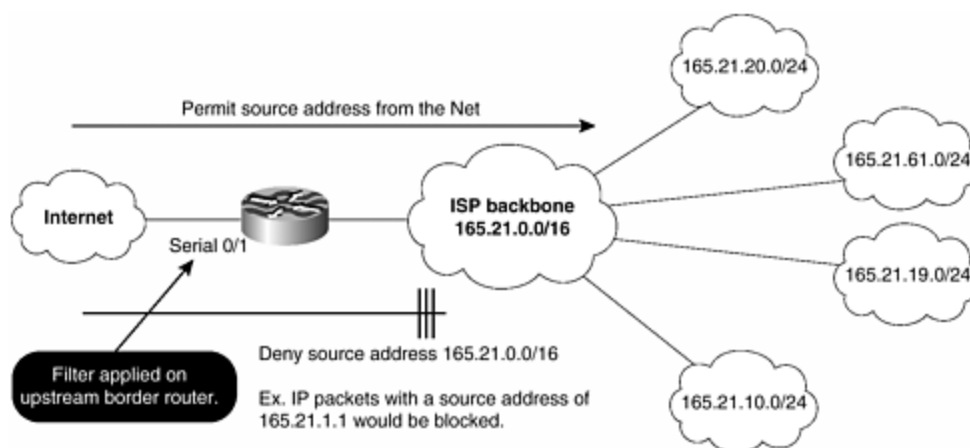 165.21.20.0/24
Permit source address from the Net
165.21.61.0/24
Internet
ISP backbone
165.21.0.0/16
Serial 0/1
165.21.19.0/24
Deny source address 165.21.0.0/16
Filter applied on
upstream border router.
Ex. IP packets with a source address of
165.21.1.1 would be blocked.
165.21.10.0/24